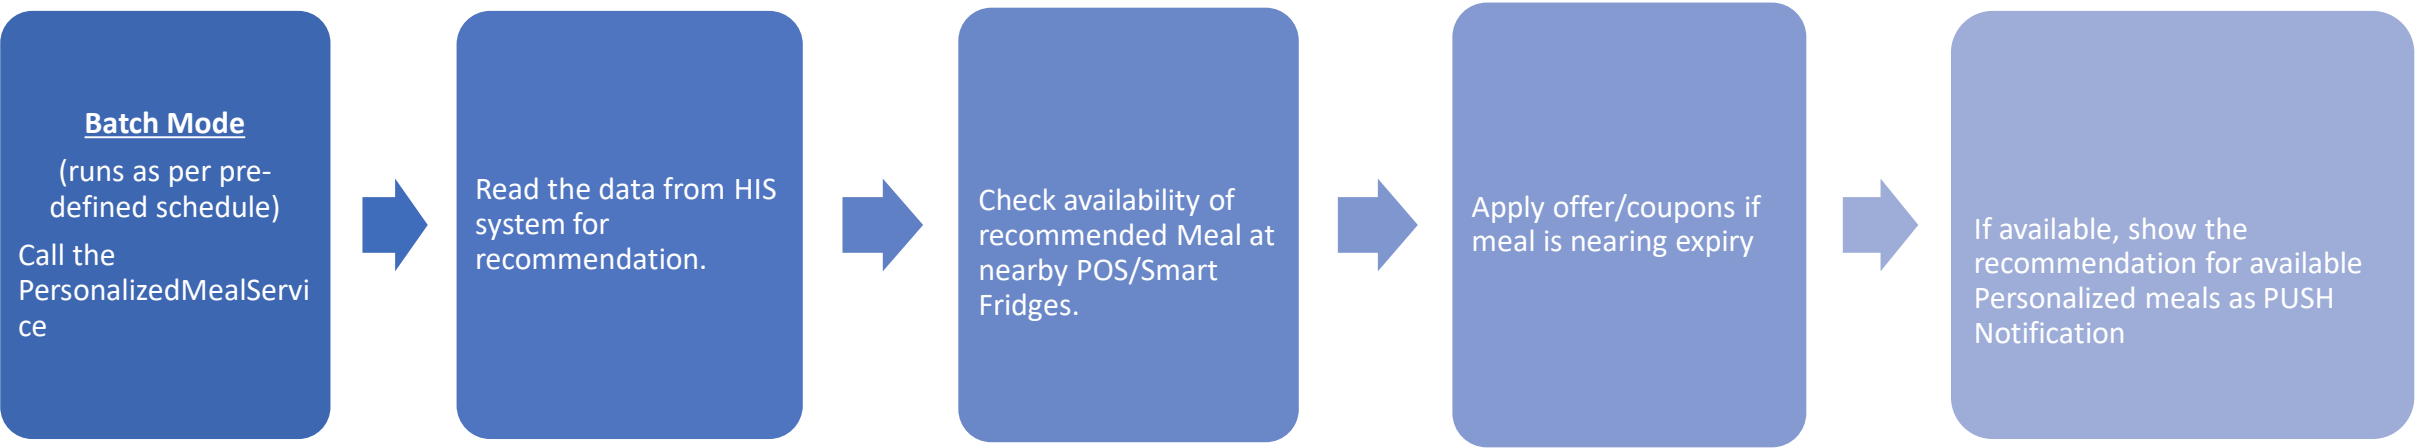 Batch Mode
(runs as per pre-
defined schedule)
Call the
PersonalizedMealServi
ce
Read the data from HIS
system for
recommendation.
Check availability of
recommended Meal at
nearby POS/Smart
Fridges.
Apply offer/coupons if
meal is nearing expiry
If available, show the
recommendation for available
Personalized meals as PUSH
Notification